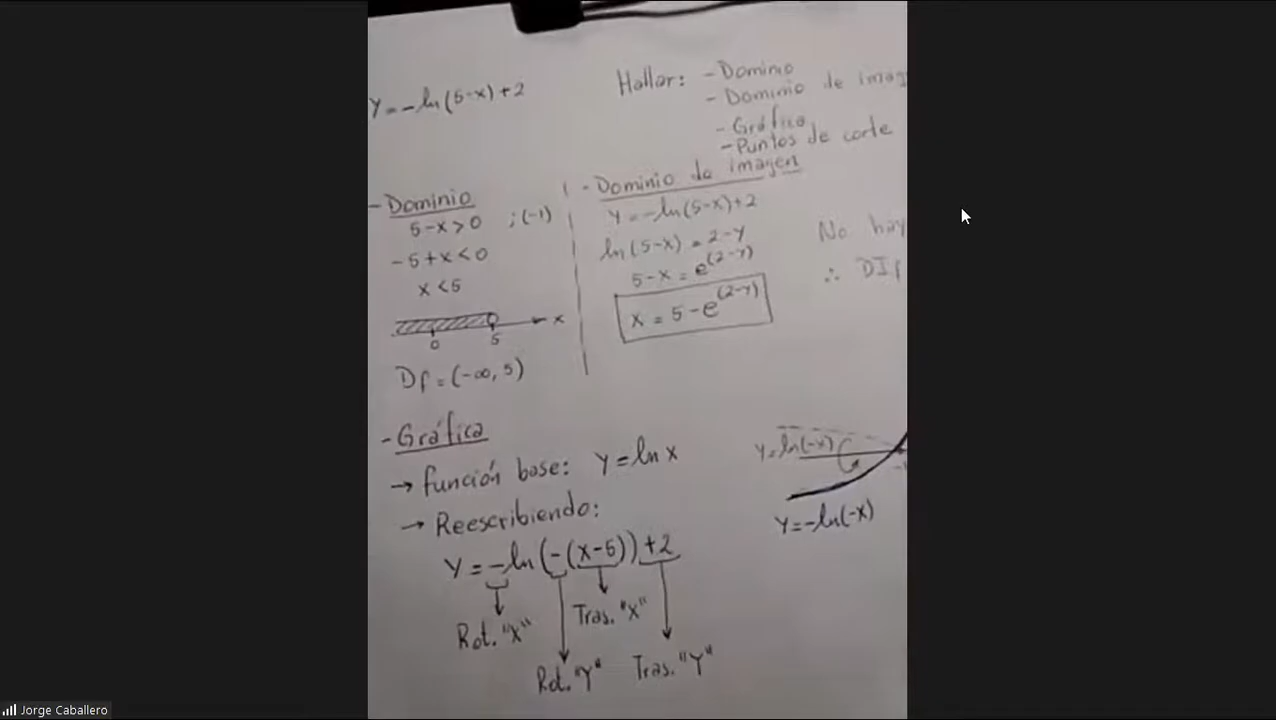 Y = -ln(5-x)+2
Hallar: - Dominio
- Dominio de imag
- Gráfica
- Puntos de corte
- Dominio
5-x>0 ; (-1)
-5+x<0
x<5
0 5 x
Df = (-∞, 5)
- Dominio de imagen
Y = -ln(5-x)+2
ln(5-x) = 2-Y
5-x = e^(2-Y)
x = 5-e^(2-Y)
No hay
∴ DIf
- Gráfica
→ función base: Y = ln x
→ Reescribiendo:
Y = -ln(-(x-5))+2
Rot. "X"
Tras. "X"
Rot. "Y"
Tras. "Y"
Y=ln(-x)
Y=-ln(-x)
Jorge Caballero